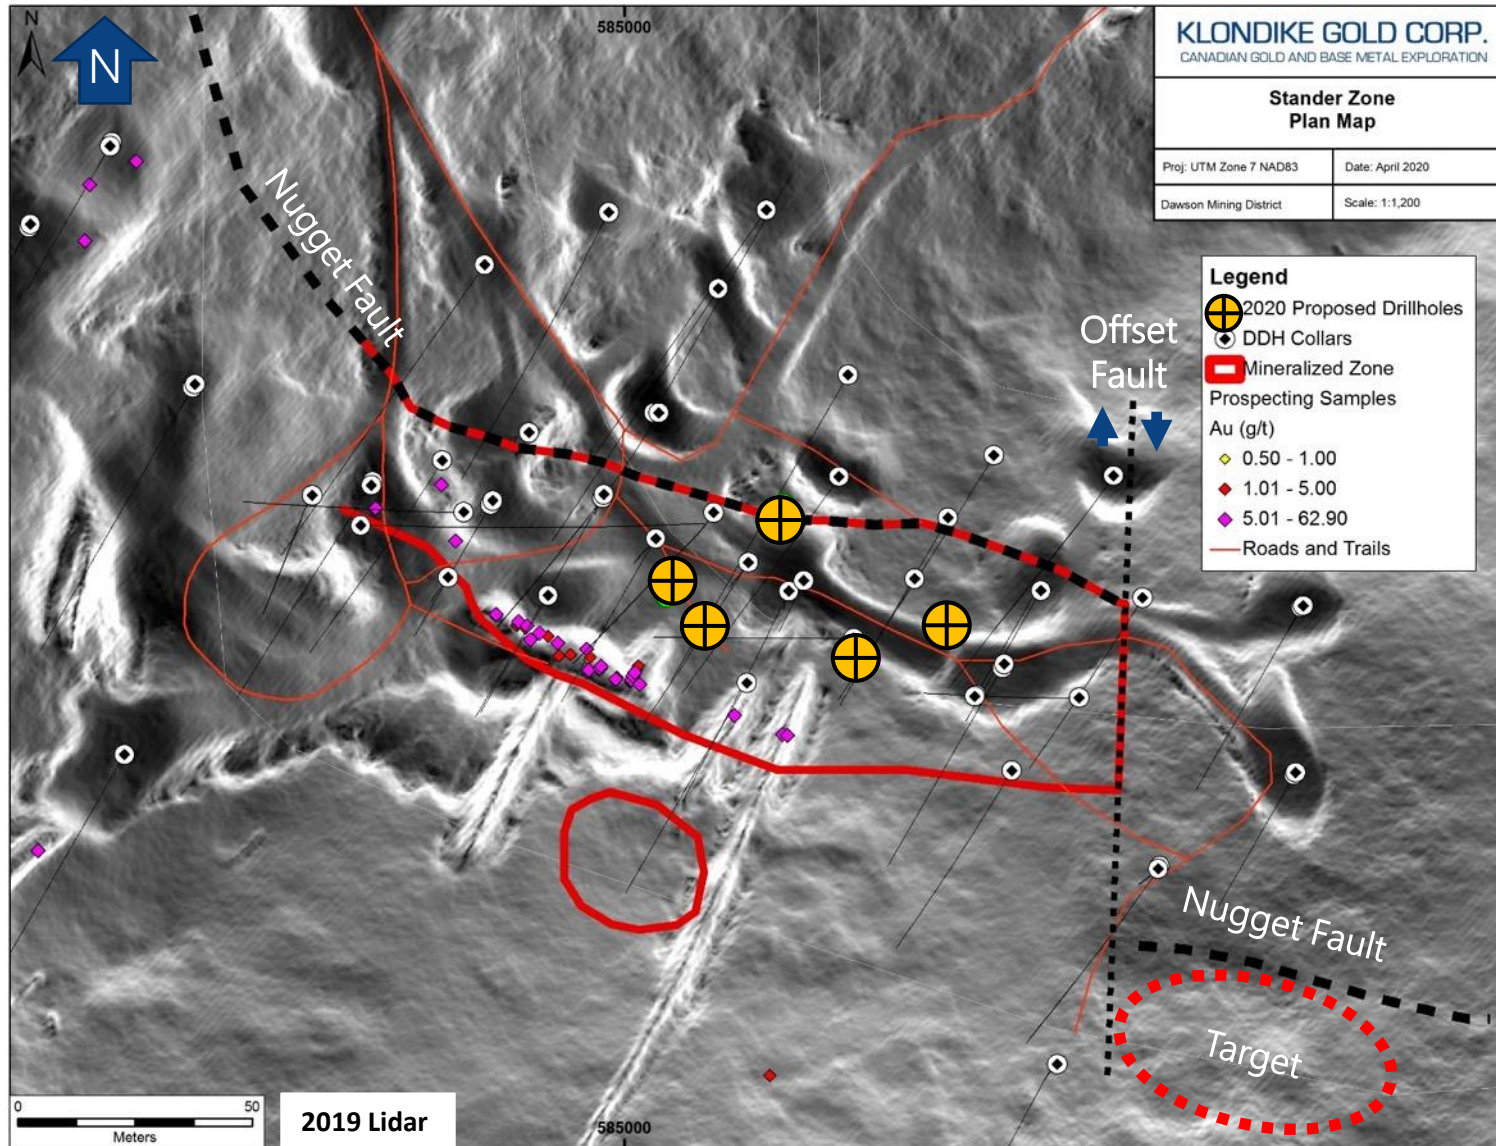 N
N
585000
KLONDIKE GOLD CORP.
CANADIAN GOLD AND BASE METAL EXPLORATION
Stander Zone
Plan Map
Proj: UTM Zone 7 NAD83
Date: April 2020
Dawson Mining District
Scale: 1:1,200
Legend
2020 Proposed Drillholes
DDH Collars
Mineralized Zone
Prospecting Samples
Au (g/t)
0.50 - 1.00
1.01 - 5.00
5.01 - 62.90
Roads and Trails
Nugget Fault
Offset
Fault
Nugget Fault
Target
0
50
Meters
2019 Lidar
585000